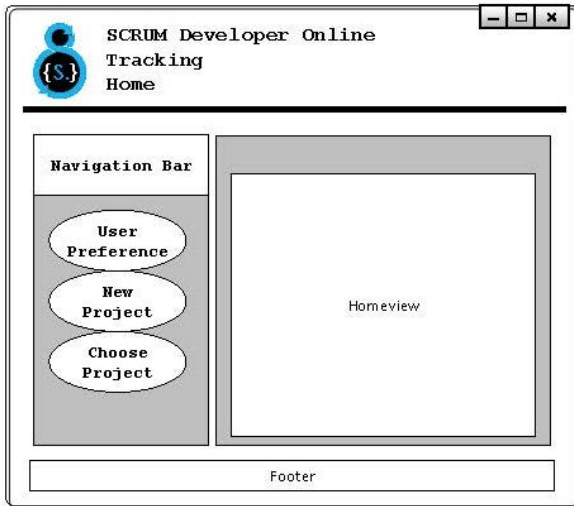 SCRUM Developer Online
Tracking
Home
{S.}
Navigation Bar
User
Preference
New
Project
Choose
Project
Homeview
Footer